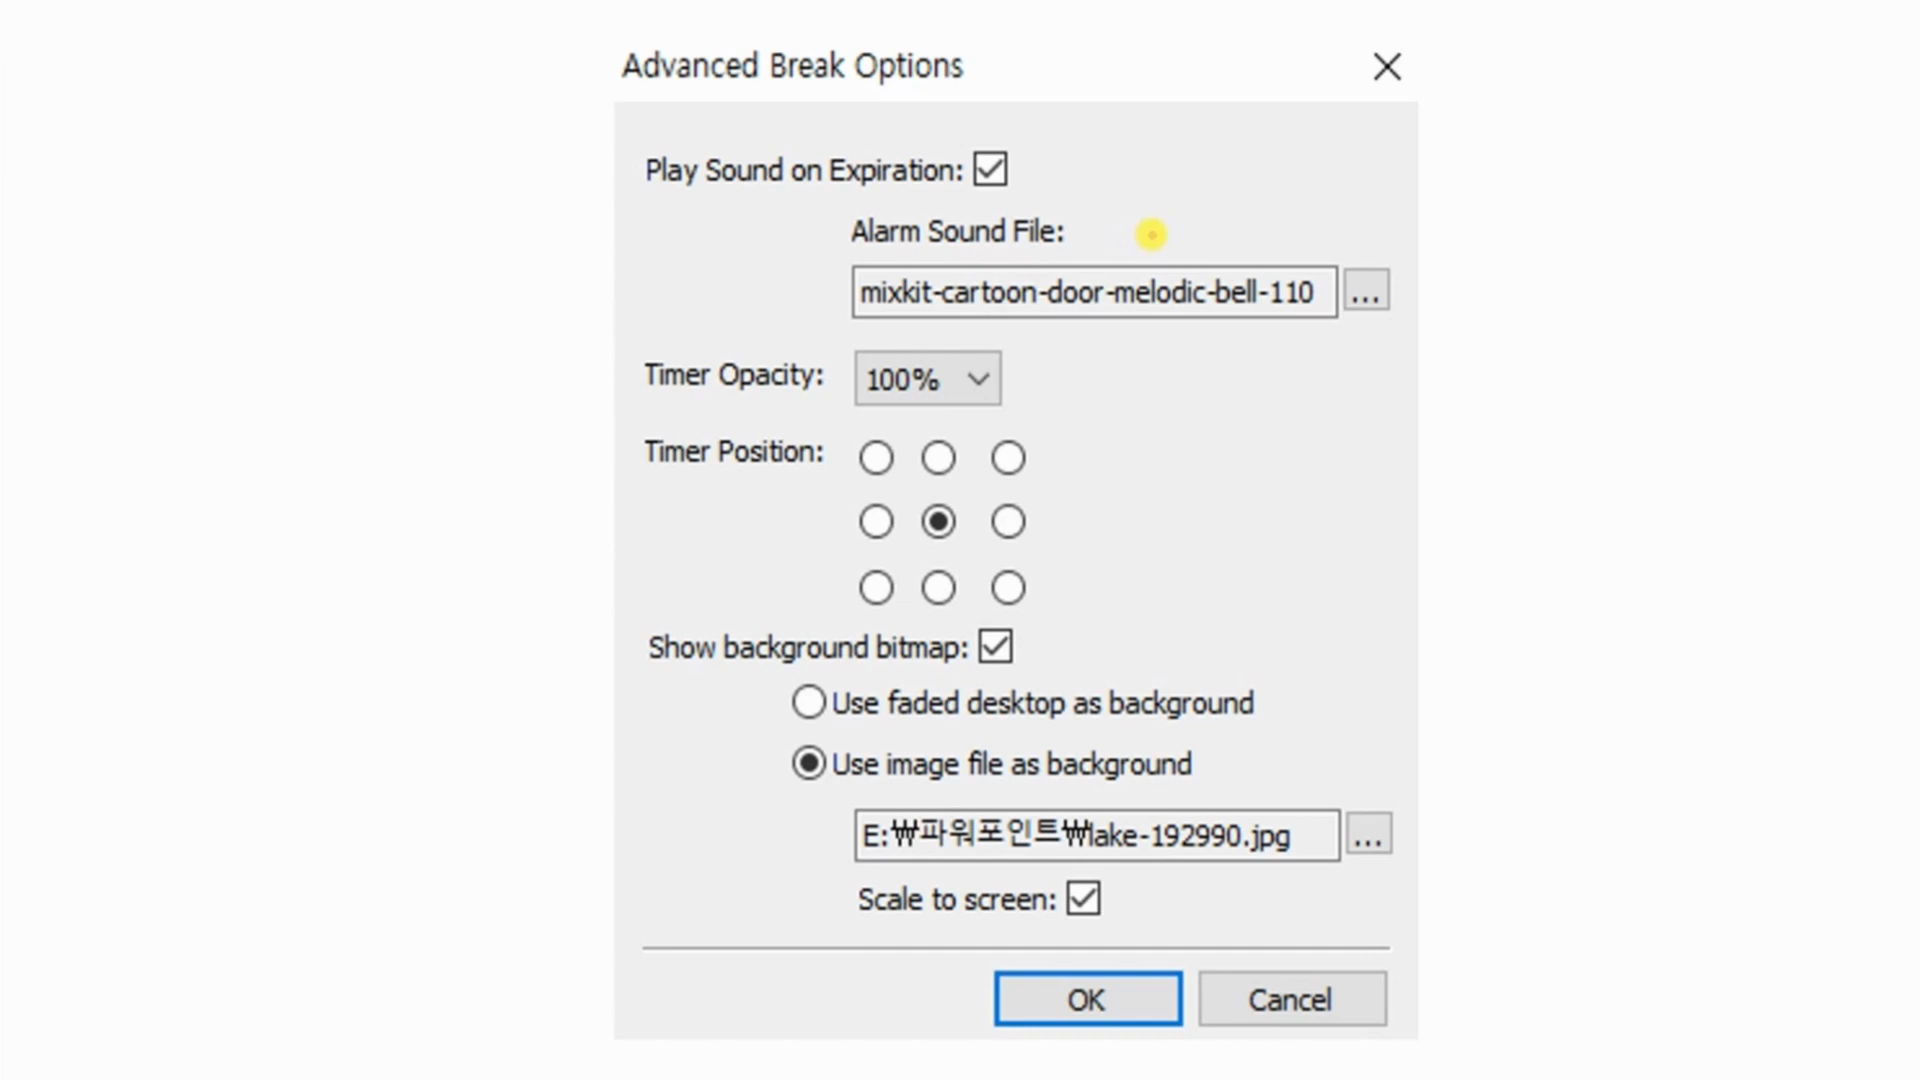 Advanced Break Options
Play Sound on Expiration:
Alarm Sound File:
mixkit-cartoon-door-melodic-bell-110
...
Timer Opacity:
100%
Timer Position:
Show background bitmap:
Use faded desktop as background
Use image file as background
E:₩파워포인트₩lake-192990.jpg
...
Scale to screen:
OK
Cancel